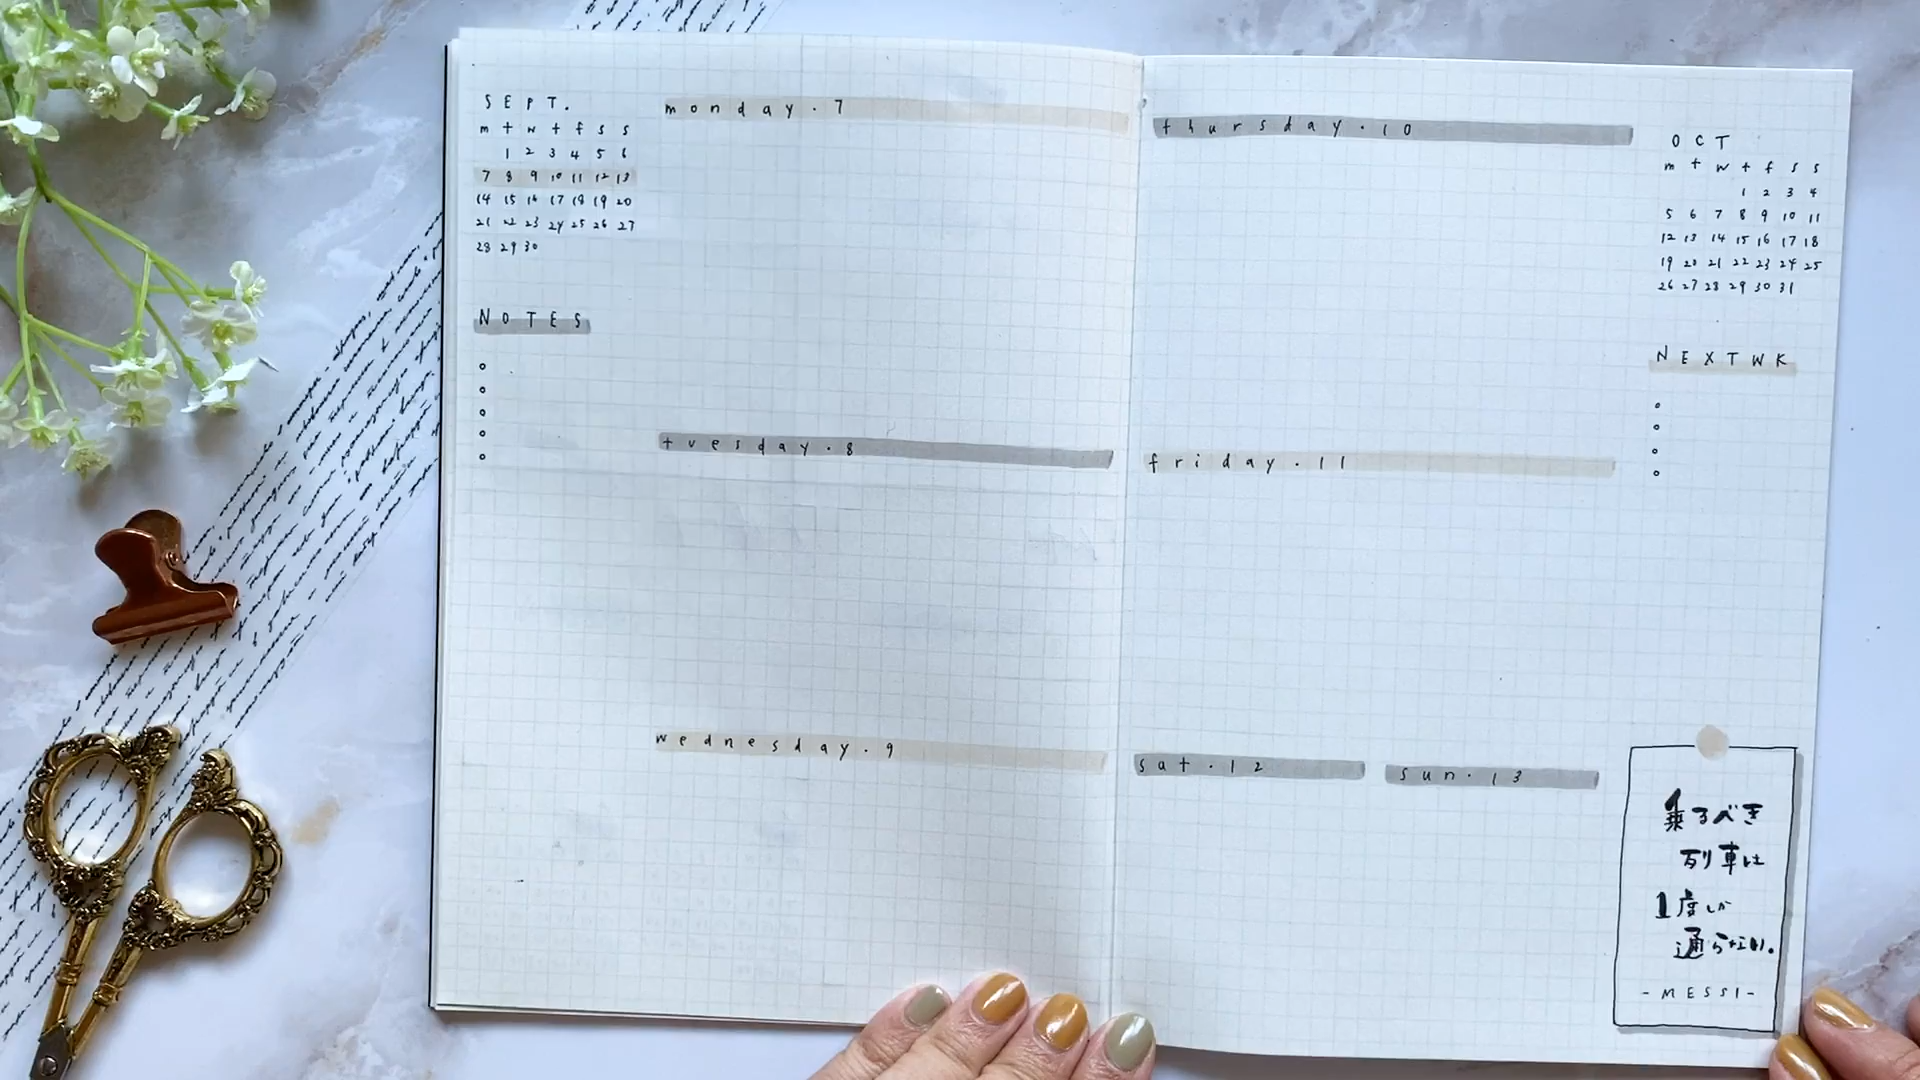 SEPT.
m t w t f s s
1 2 3 4 5 6
7 8 9 10 11 12 13
14 15 16 17 18 19 20
21 22 23 24 25 26 27
28 29 30
NOTES
monday.7
tuesday.8
wednesday.9
thursday.10
friday.11
sat.12
sun.13
OCT
m t w t f s s
1 2 3 4
5 6 7 8 9 10 11
12 13 14 15 16 17 18
19 20 21 22 23 24 25
26 27 28 29 30 31
NEXT WK
乗るべき
列車は
1度しか
通らない。
-MESSI-